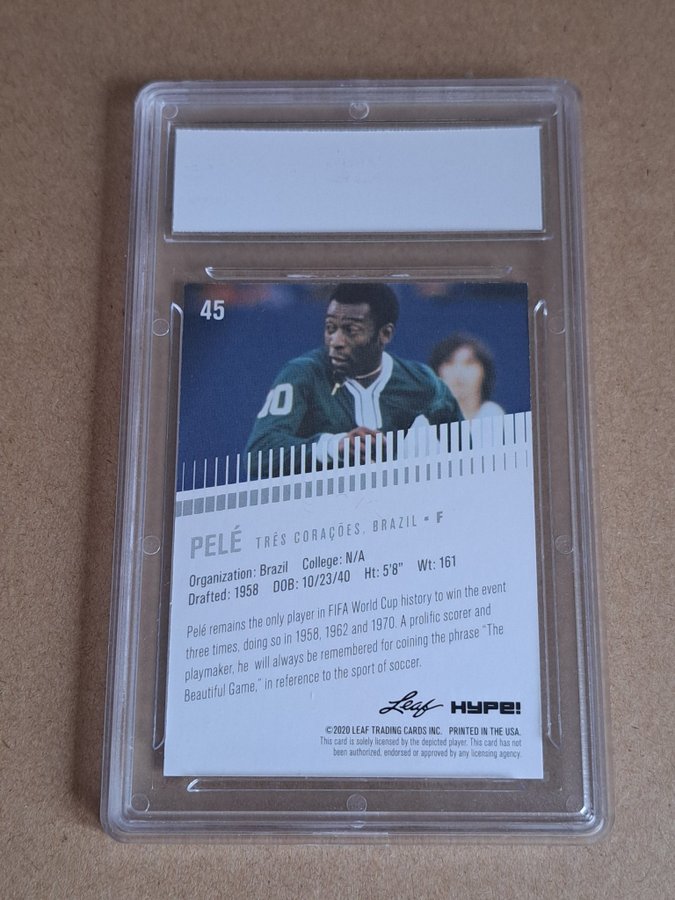 45
00
PELÉ TRÊS CORAÇÕES, BRAZIL ▪ F
Organization: Brazil College: N/A
Drafted: 1958 DOB: 10/23/40 Ht: 5'8" Wt: 161
Pelé remains the only player in FIFA World Cup history to win the event
three times, doing so in 1958, 1962 and 1970. A prolific scorer and
playmaker, he will always be remembered for coining the phrase "The
Beautiful Game," in reference to the sport of soccer.
Leaf HYPE!
©2020 LEAF TRADING CARDS INC. PRINTED IN THE USA.
This card is solely licensed by the depicted player. This card has not
been authorized, endorsed or approved by any licensing agency.